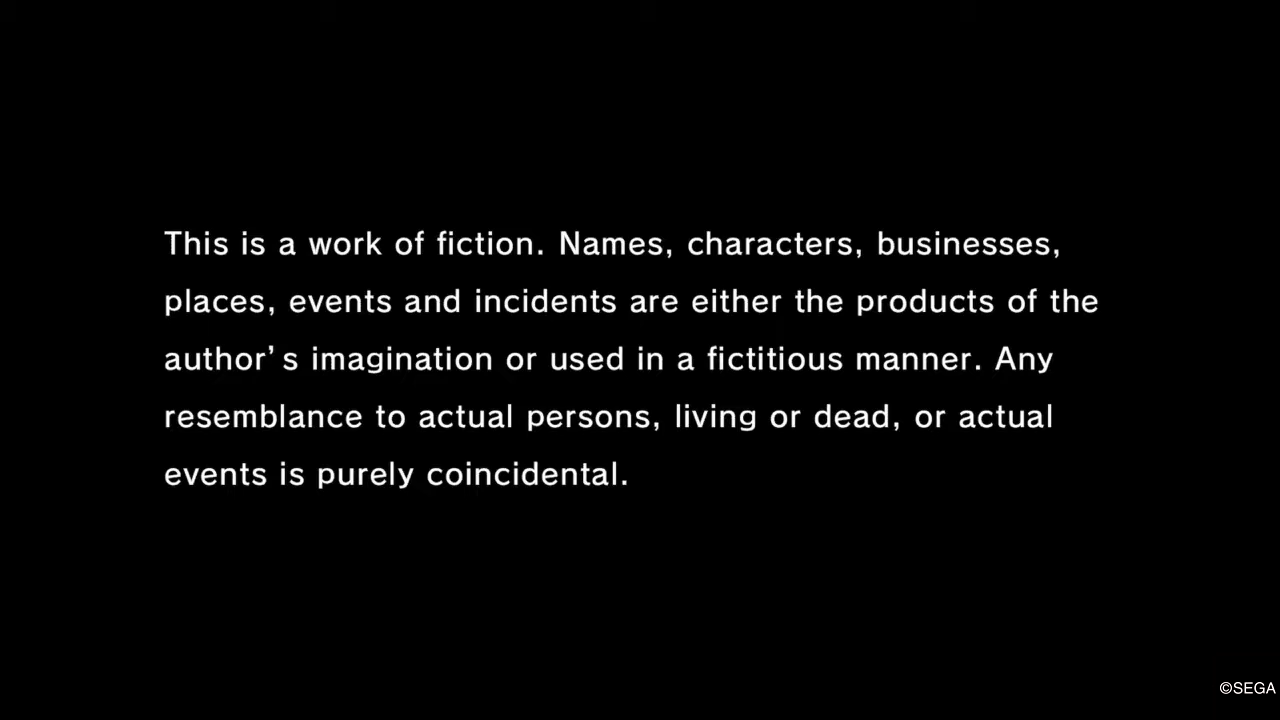 This is a work of fiction. Names, characters, businesses,
places, events and incidents are either the products of the
author’s imagination or used in a fictitious manner. Any
resemblance to actual persons, living or dead, or actual
events is purely coincidental.
©SEGA